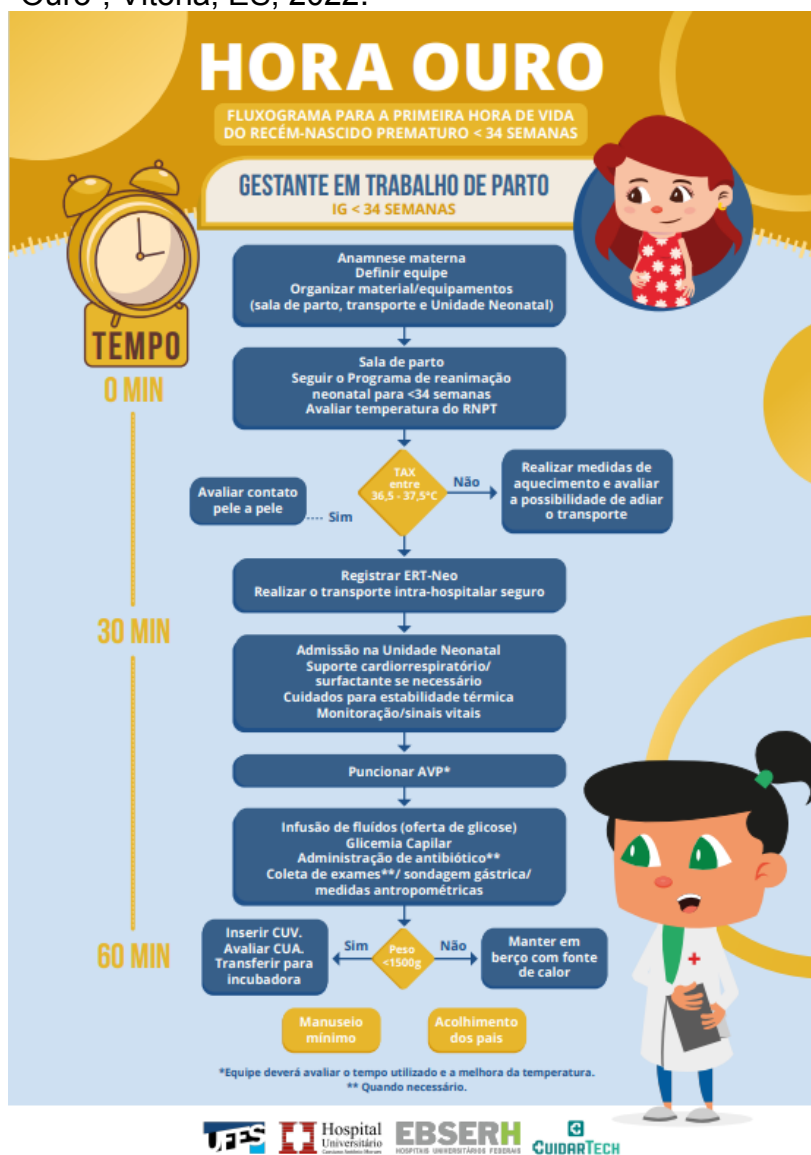 Ouro", Vitória, ES, 2022.
HORA OURO
FLUXOGRAMA PARA A PRIMEIRA HORA DE VIDA
DO RECÉM-NASCIDO PREMATURO < 34 SEMANAS
GESTANTE EM TRABALHO DE PARTO
IG < 34 SEMANAS
Anamnese materna
Definir equipe
Organizar material/equipamentos
(sala de parto, transporte e Unidade Neonatal)
TEMPO
0 MIN
Sala de parto
Seguir o Programa de reanimação
neonatal para <34 semanas
Avaliar temperatura do RNPT
TAX
entre
36,5 - 37,5°C
Não
Realizar medidas de
aquecimento e avaliar
a possibilidade de adiar
o transporte
Sim
Avaliar contato
pele a pele
Registrar ERT-Neo
Realizar o transporte intra-hospitalar seguro
30 MIN
Admissão na Unidade Neonatal
Suporte cardiorrespiratório/
surfactante se necessário
Cuidados para estabilidade térmica
Monitoração/sinais vitais
Puncionar AVP*
Infusão de fluídos (oferta de glicose)
Glicemia Capilar
Administração de antibiótico**
Coleta de exames**/ sondagem gástrica/
medidas antropométricas
60 MIN
Peso
<1500g
Sim
Inserir CUV.
Avaliar CUA.
Transferir para
incubadora
Não
Manter em
berço com fonte
de calor
Manuseio
mínimo
Acolhimento
dos pais
*Equipe deverá avaliar o tempo utilizado e a melhora da temperatura.
** Quando necessário.
UFES
Hospital
Universitário
Cassiano Antônio Moraes
EBSERH
HOSPITAIS UNIVERSITÁRIOS FEDERAIS
CUIDARTECH